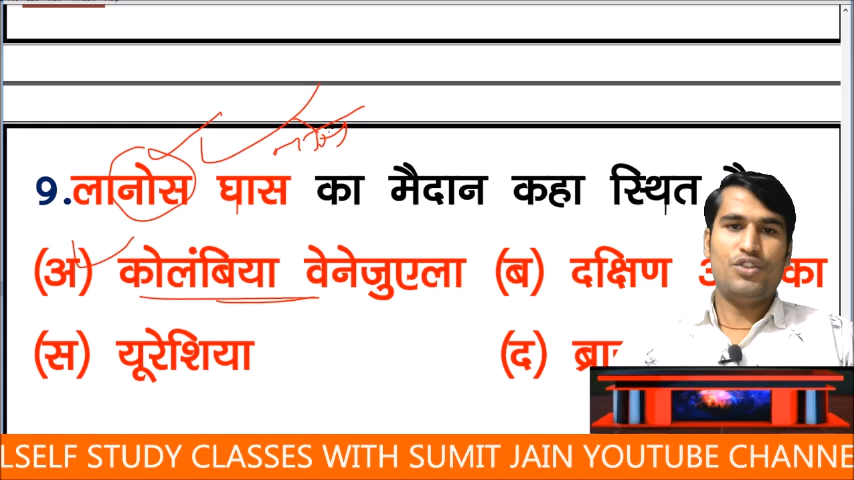 9.लानोस घास का मैदान कहा स्थित
(अ) कोलंबिया वेनेजुएला (ब) दक्षिण
(स) यूरेशिया (द)
LSELF STUDY CLASSES WITH SUMIT JAIN YOUTUBE CHANNE